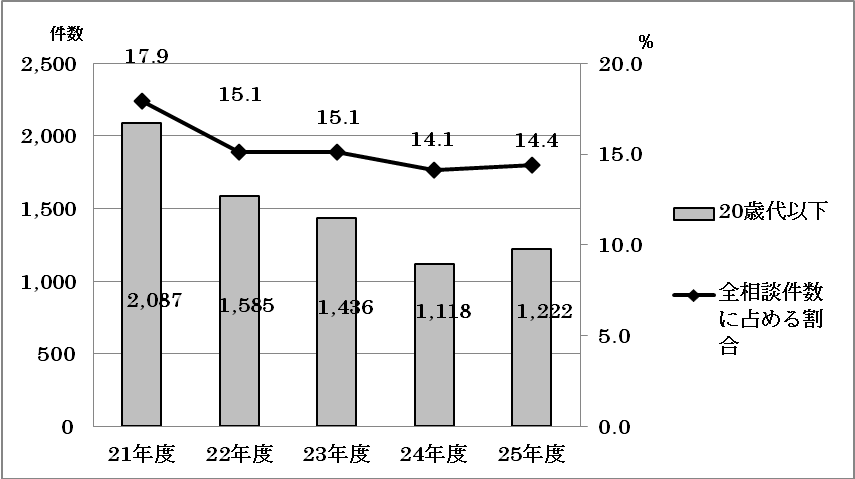 件数
%
17.9
15.1
15.1
14.1
14.4
2,500
2,000
1,500
1,000
500
0
20.0
15.0
10.0
5.0
0.0
2,087
1,585
1,436
1,118
1,222
21年度
22年度
23年度
24年度
25年度
20歳代以下
全相談件数
に占める割
合